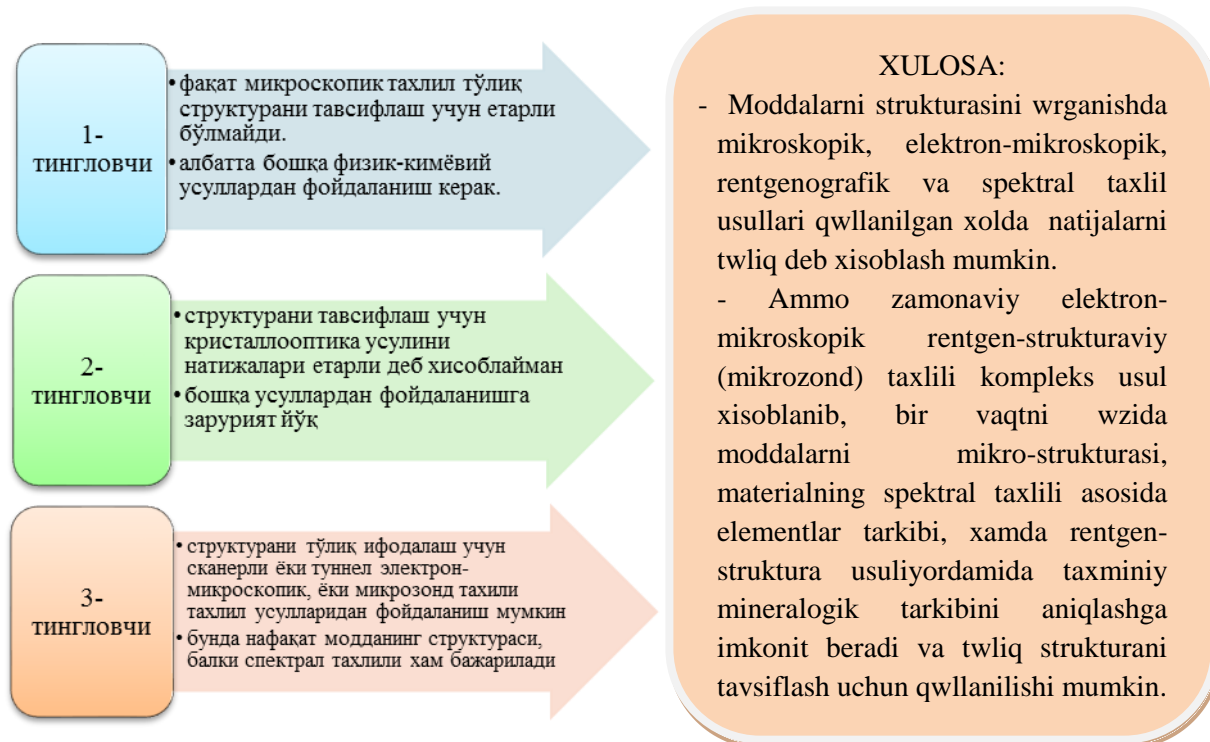 1-
тингловчи
•фақат микроскопик тахлил тўлиқ
структурани тавсифлаш учун етарли
бўлмайди.
•албатта бошқа физик-кимёвий
усуллардан фойдаланиш керак.
2-
тингловчи
•структурани тавсифлаш учун
кристаллооптика усулини
натижалари етарли деб хисоблайман
•бошқа усуллардан фойдаланишга
зарурият йўқ
3-
тингловчи
• структурани тўлиқ ифодалаш учун
сканерли ёки туннел электрон-
микроскопик, ёки микрозонд тахили
тахлил усулларидан фойдаланиш мумкин
• бунда нафақат модданинг структураси,
балки спектрал тахлили хам бажарилади
XULOSA:
- Moddalarni strukturasini wrganishda
mikroskopik, elektron-mikroskopik,
rentgenografik va spektral taxlil
usullari qwllanilgan xolda natijalarni
twliq deb xisoblash mumkin.
- Ammo zamonaviy elektron-
mikroskopik rentgen-strukturaviy
(mikrozond) taxlili kompleks usul
xisoblanib, bir vaqtni wzida
moddalarni mikro-strukturasi,
materialning spektral taxlili asosida
elementlar tarkibi, xamda rentgen-
struktura usuliyordamida taxminiy
mineralogik tarkibini aniqlashga
imkonit beradi va twliq strukturani
tavsiflash uchun qwllanilishi mumkin.